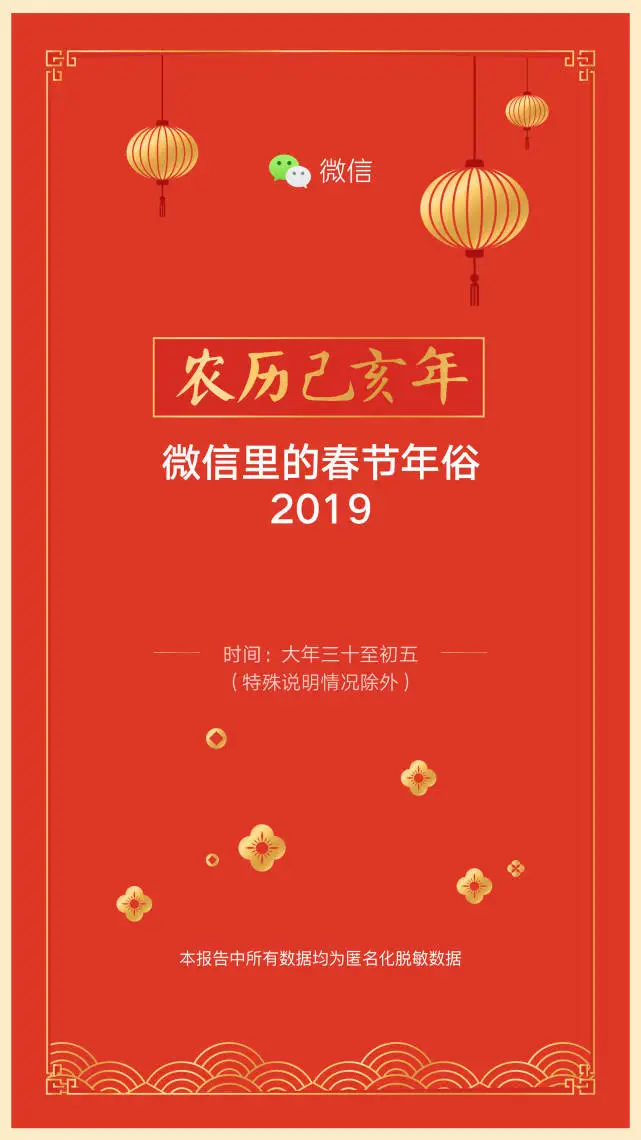 微信
农历己亥年
微信里的春节年俗
2019
时间：大年三十至初五
（特殊说明情况除外）
本报告中所有数据均为匿名化脱敏数据